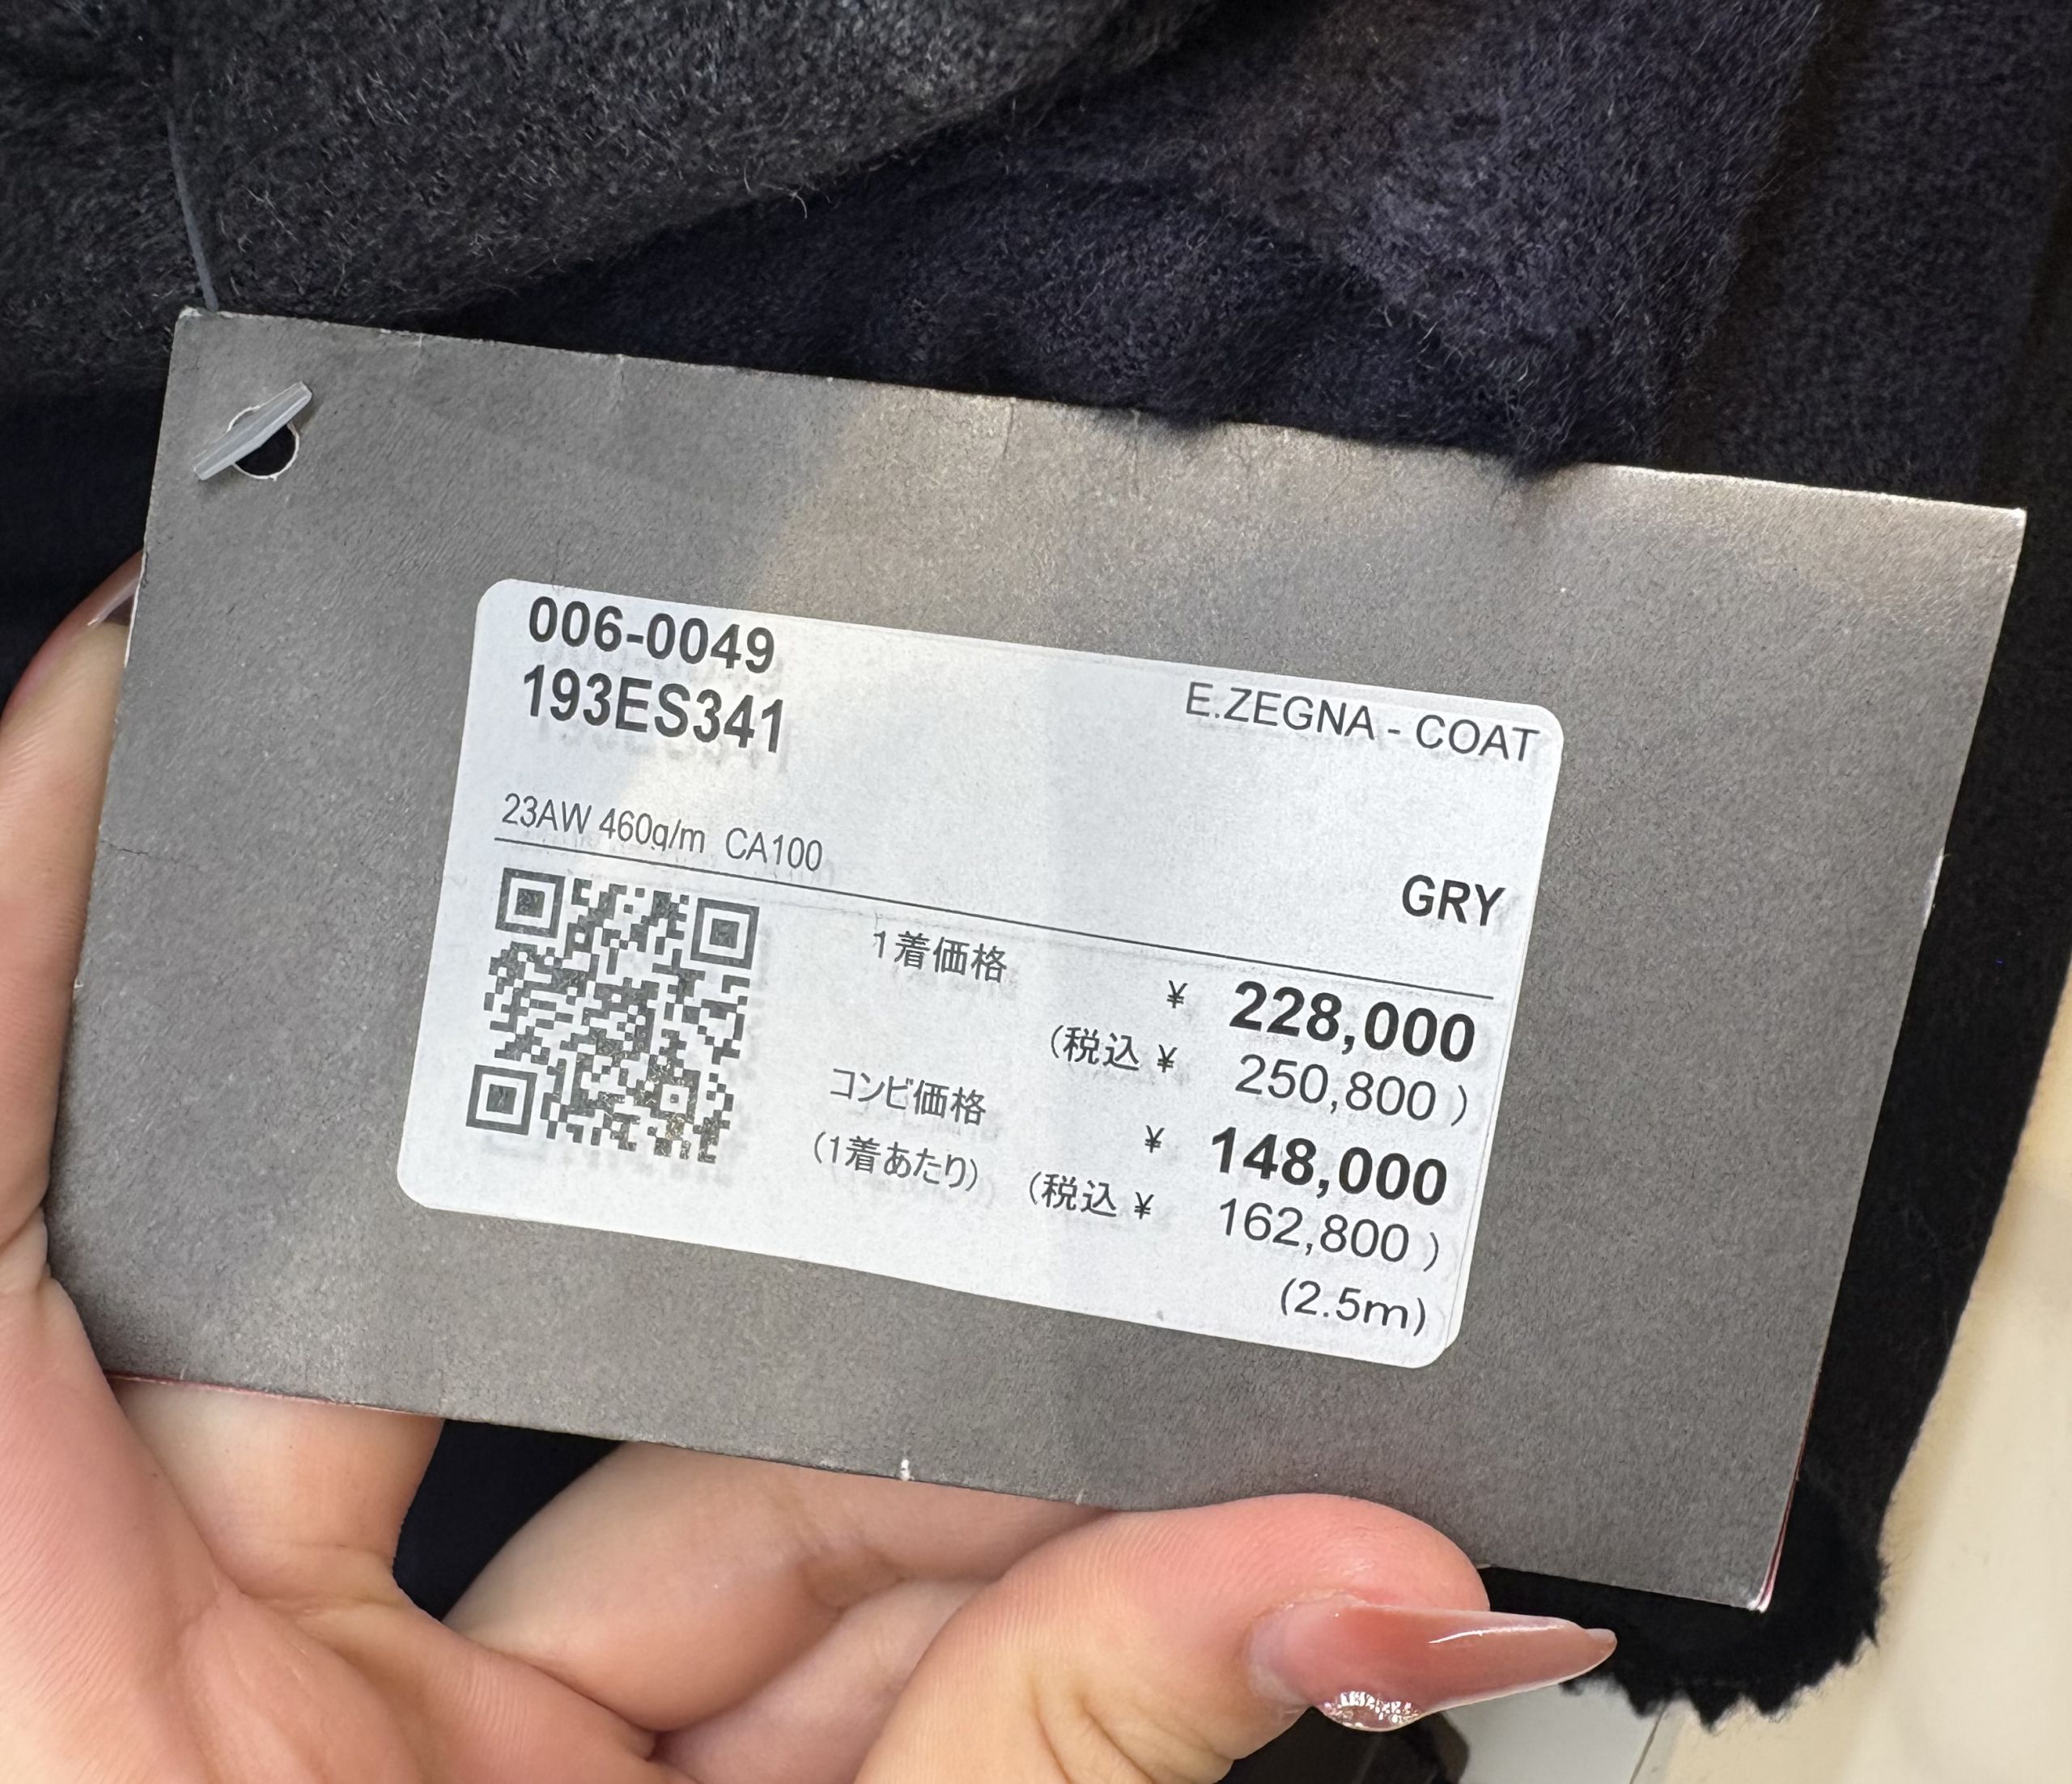 006-0049
193ES341
E.ZEGNA - COAT
23AW 460g/m CA100
GRY
1着価格
¥ 228,000
(税込 ¥ 250,800 )
コンビ価格
¥ 148,000
(1着あたり) (税込 ¥ 162,800 )
(2.5m)